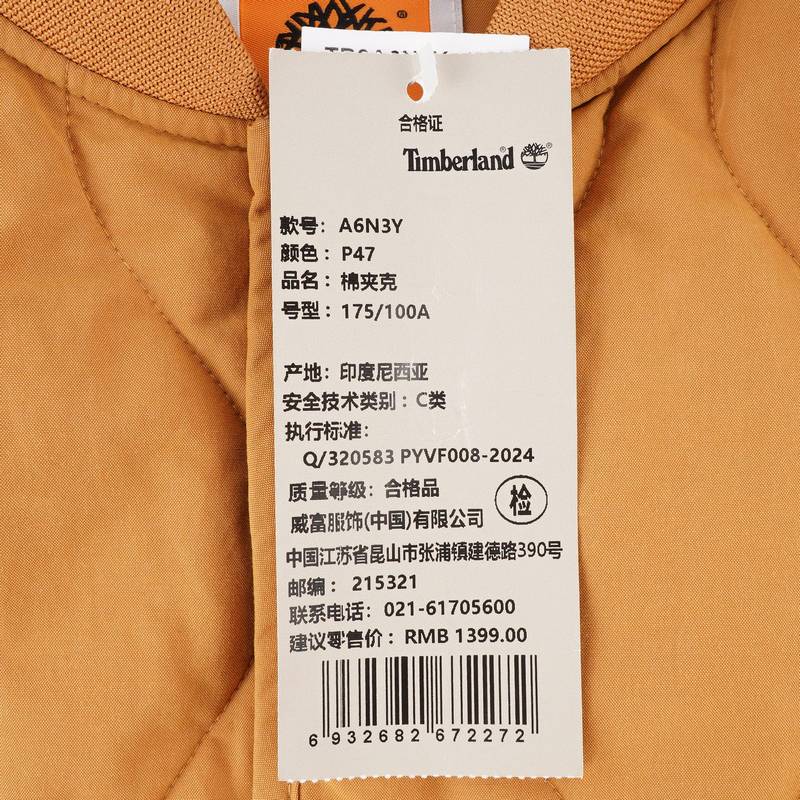 合格证
Timberland
款号: A6N3Y
颜色: P47
品名: 棉夹克
号型: 175/100A
产地: 印度尼西亚
安全技术类别: C类
执行标准:
Q/320583 PYVF008-2024
质量等级: 合格品
检
威富服饰(中国)有限公司
中国江苏省昆山市张浦镇建德路390号
邮编: 215321
联系电话: 021-61705600
建议零售价: RMB 1399.00
6 932682 672272